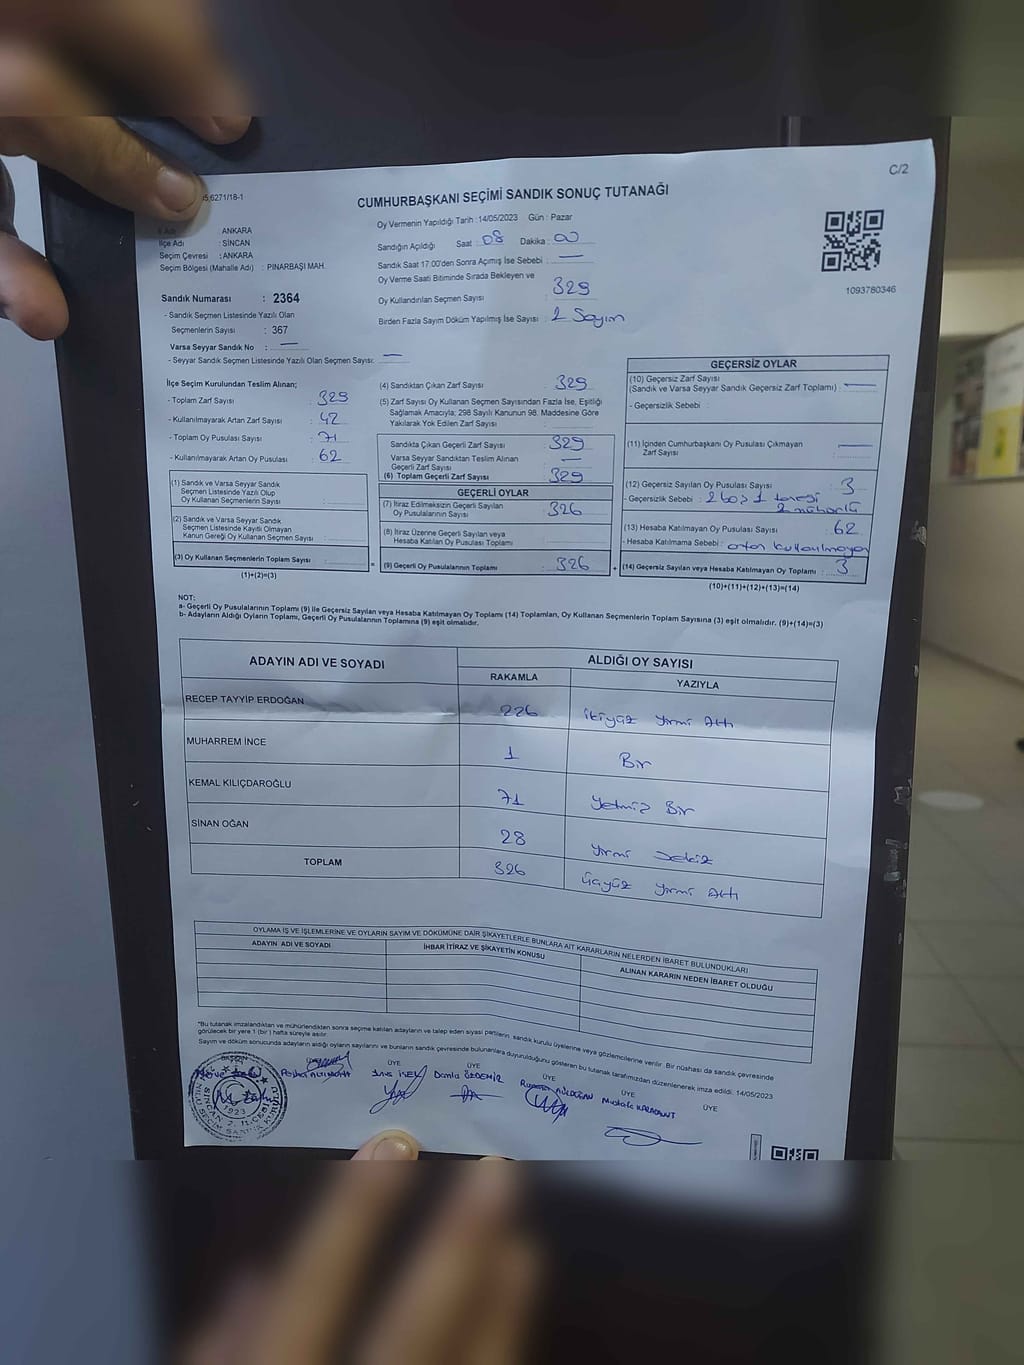 C/2
6271/18-1
CUMHURBAŞKANI SEÇİMİ SANDIK SONUÇ TUTANAĞI
Adı : ANKARA
İlçe Adı : SİNCAN
Seçim Çevresi : ANKARA
Seçim Bölgesi (Mahalle Adı) : PINARBAŞI MAH.
Sandık Numarası : 2364
- Sandık Seçmen Listesinde Yazılı Olan
Seçmenlerin Sayısı : 367
Varsa Seyyar Sandık No : —
- Seyyar Sandık Seçmen Listesinde Yazılı Olan Seçmen Sayısı: —
Oy Vermenin Yapıldığı Tarih : 14/05/2023 Gün : Pazar
Sandığın Açıldığı Saat : 08 Dakika : 00
Sandık Saat 17:00'den Sonra Açılmış İse Sebebi : —
Oy Verme Saati Bitiminde Sırada Bekleyen ve
Oy Kullandırılan Seçmen Sayısı 329
Birden Fazla Sayım Döküm Yapılmış İse Sayısı : 2 Sayım
1093780346
İlçe Seçim Kurulundan Teslim Alınan;
- Toplam Zarf Sayısı : 329
- Kullanılmayarak Artan Zarf Sayısı : 42
- Toplam Oy Pusulası Sayısı : 71
- Kullanılmayarak Artan Oy Pusulası : 62
(1) Sandık ve Varsa Seyyar Sandık
Seçmen Listesinde Yazılı Olup
Oy Kullanan Seçmenlerin Sayısı :
(2) Sandık ve Varsa Seyyar Sandık
Seçmen Listesinde Kayıtlı Olmayan
Kanun Gereği Oy Kullanan Seçmen Sayısı :
(3) Oy Kullanan Seçmenlerin Toplam Sayısı :
(1)+(2)=(3)
(4) Sandıktan Çıkan Zarf Sayısı : 329
(5) Zarf Sayısı Oy Kullanan Seçmen Sayısından Fazla İse, Eşitliği
Sağlamak Amacıyla; 298 Sayılı Kanunun 98. Maddesine Göre
Yakılarak Yok Edilen Zarf Sayısı :
Sandıkta Çıkan Geçerli Zarf Sayısı : 329
Varsa Seyyar Sandıktan Teslim Alınan
Geçerli Zarf Sayısı : —
(6) Toplam Geçerli Zarf Sayısı : 329
GEÇERLİ OYLAR
(7) İtiraz Edilmeksizin Geçerli Sayılan
Oy Pusulalarının Sayısı : 326
(8) İtiraz Üzerine Geçerli Sayılan veya
Hesaba Katılan Oy Pusulası Toplamı :
(9) Geçerli Oy Pusulalarının Toplamı : 326
GEÇERSİZ OYLAR
(10) Geçersiz Zarf Sayısı
(Sandık ve Varsa Seyyar Sandık Geçersiz Zarf Toplamı) : —
- Geçersizlik Sebebi :
(11) İçinden Cumhurbaşkanı Oy Pusulası Çıkmayan
Zarf Sayısı : —
(12) Geçersiz Sayılan Oy Pusulası Sayısı : 3
- Geçersizlik Sebebi : 2 boş 1 tanesi
2 mühürlü
(13) Hesaba Katılmayan Oy Pusulası Sayısı : 62
- Hesaba Katılmama Sebebi : artan kullanılmayan
(14) Geçersiz Sayılan veya Hesaba Katılmayan Oy Toplamı : 3
(10)+(11)+(12)+(13)=(14)
NOT:
a- Geçerli Oy Pusulalarının Toplamı (9) ile Geçersiz Sayılan veya Hesaba Katılmayan Oy Toplamı (14) Toplamları, Oy Kullanan Seçmenlerin Toplam Sayısına (3) eşit olmalıdır. (9)+(14)=(3)
b- Adayların Aldığı Oyların Toplamı, Geçerli Oy Pusulalarının Toplamına (9) eşit olmalıdır.
ADAYIN ADI VE SOYADI ALDIĞI OY SAYISI
RAKAMLA YAZIYLA
RECEP TAYYİP ERDOĞAN 226 ikiyüz yirmi Altı
MUHARREM İNCE 1 Bir
KEMAL KILIÇDAROĞLU 71 Yetmiş Bir
SİNAN OĞAN 28 Yirmi Sekiz
TOPLAM 326 üçyüz yirmi Altı
OYLAMA İŞ VE İŞLEMLERİNE VE OYLARIN SAYIM VE DÖKÜMÜNE DAİR ŞİKAYETLERLE BUNLARA AİT KARARLARIN NELERDEN İBARET BULUNDUKLARI
ADAYIN ADI VE SOYADI İHBAR İTİRAZ VE ŞİKAYETİN KONUSU ALINAN KARARIN NEDEN İBARET OLDUĞU
*Bu tutanak imzalandıktan ve mühürlendikten sonra seçime katılan adayların ve talep eden siyasi partilerin, sandık kurulu üyelerine veya gözlemcilerine verilir. Bir nüshası da sandık çevresinde
görülecek bir yere 1 (bir) hafta süreyle asılır.
Sayım ve döküm sonucunda adayların aldığı oyların sayılarını ve bunların sandık çevresinde bulunanlara duyurulduğunu gösteren bu tutanak tarafımızdan düzenlenerek imza edildi. 14/05/2023
ÜYE ÜYE ÜYE ÜYE ÜYE
Damla ÖZDEMİR
Mustafa KARABULUT
1923